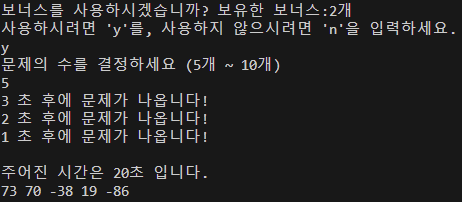 보너스를 사용하시겠습니까? 보유한 보너스:2개
사용하시려면 'y'를, 사용하지 않으시려면 'n'을 입력하세요.
y
문제의 수를 결정하세요 (5개 ~ 10개)
5
3 초 후에 문제가 나옵니다!
2 초 후에 문제가 나옵니다!
1 초 후에 문제가 나옵니다!
주어진 시간은 20초 입니다.
73 70 -38 19 -86